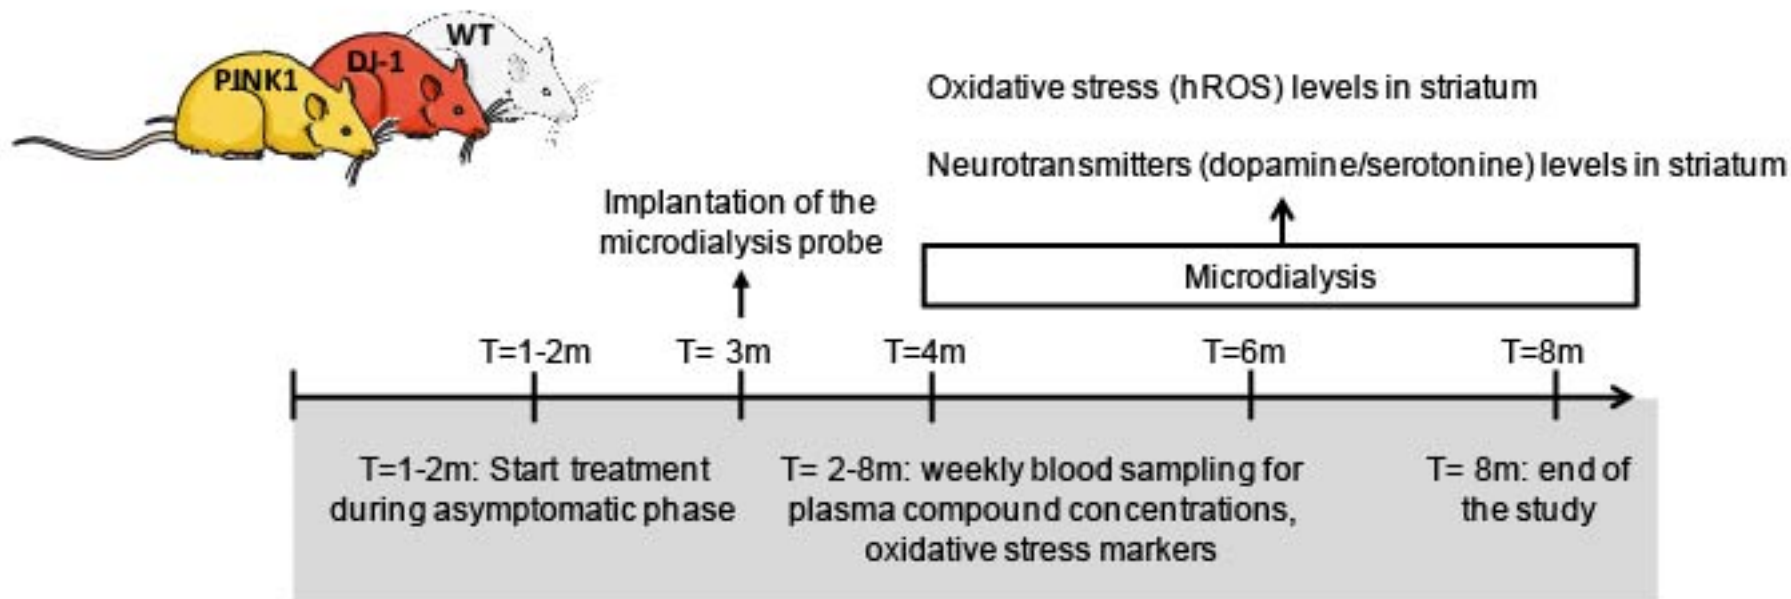 WT
DJ-1
PINK1
Oxidative stress (hROS) levels in striatum
Neurotransmitters (dopamine/serotonine) levels in striatum
Implantation of the
microdialysis probe
Microdialysis
T=1-2m
T= 3m
T=4m
T=6m
T=8m
T=1-2m: Start treatment
during asymptomatic phase
T= 2-8m: weekly blood sampling for
plasma compound concentrations,
oxidative stress markers
T= 8m: end of
the study